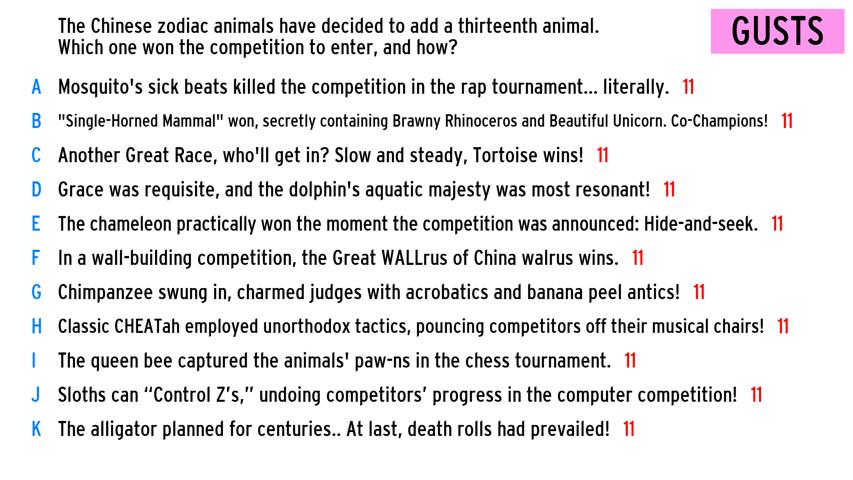 The Chinese zodiac animals have decided to add a thirteenth animal.
Which one won the competition to enter, and how?
GUSTS
A Mosquito's sick beats killed the competition in the rap tournament... literally. 11
B "Single-Horned Mammal" won, secretly containing Brawny Rhinoceros and Beautiful Unicorn. Co-Champions! 11
C Another Great Race, who'll get in? Slow and steady, Tortoise wins! 11
D Grace was requisite, and the dolphin's aquatic majesty was most resonant! 11
E The chameleon practically won the moment the competition was announced: Hide-and-seek. 11
F In a wall-building competition, the Great WALLrus of China walrus wins. 11
G Chimpanzee swung in, charmed judges with acrobatics and banana peel antics! 11
H Classic CHEATah employed unorthodox tactics, pouncing competitors off their musical chairs! 11
I The queen bee captured the animals' paw-ns in the chess tournament. 11
J Sloths can “Control Z’s,” undoing competitors’ progress in the computer competition! 11
K The alligator planned for centuries.. At last, death rolls had prevailed! 11